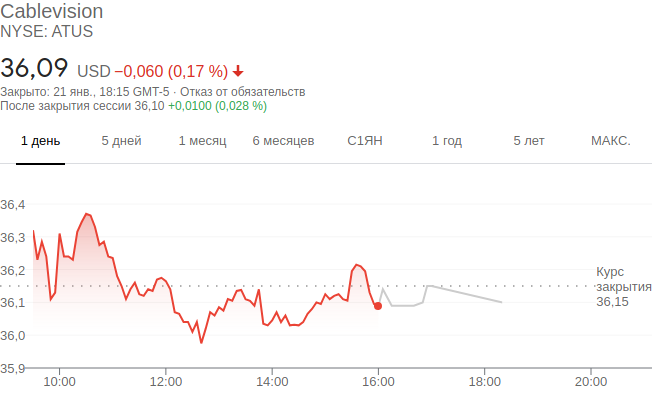 Cablevision
NYSE: ATUS
36,09 USD −0,060 (0,17 %)
Закрыто: 21 янв., 18:15 GMT-5 · Отказ от обязательств
После закрытия сессии 36,10 +0,0100 (0,028 %)
1 день 5 дней 1 месяц 6 месяцев С1ЯН 1 год 5 лет МАКС.
36,4
36,3
36,2
36,1
36,0
35,9
Курс
закрытия
36,15
10:00 12:00 14:00 16:00 18:00 20:00